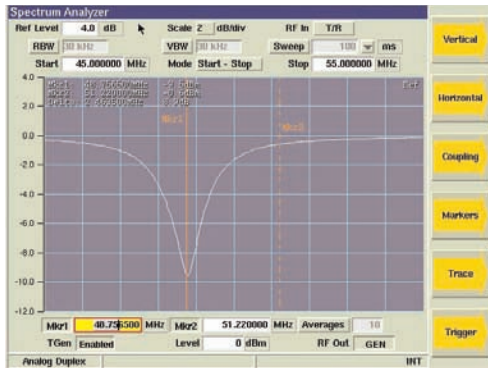 Spectrum Analyzer
Ref Level 4.0 dB Scale 2 dB/div RF In T/R
RBW 30 kHz VBW 30 kHz Sweep 100 ms
Start 45.000000 MHz Mode Start - Stop Stop 55.000000 MHz
4.0
2.0
0.0
-2.0
-4.0
-6.0
-8.0
-10.0
-12.0
Mkr1
Mkr2
Mkr1 48.756500 MHz Mkr2 51.220000 MHz Averages 10
TGen Enabled Level 0 dBm RF Out GEN
Analog Duplex INT
Vertical
Horizontal
Coupling
Markers
Trace
Trigger